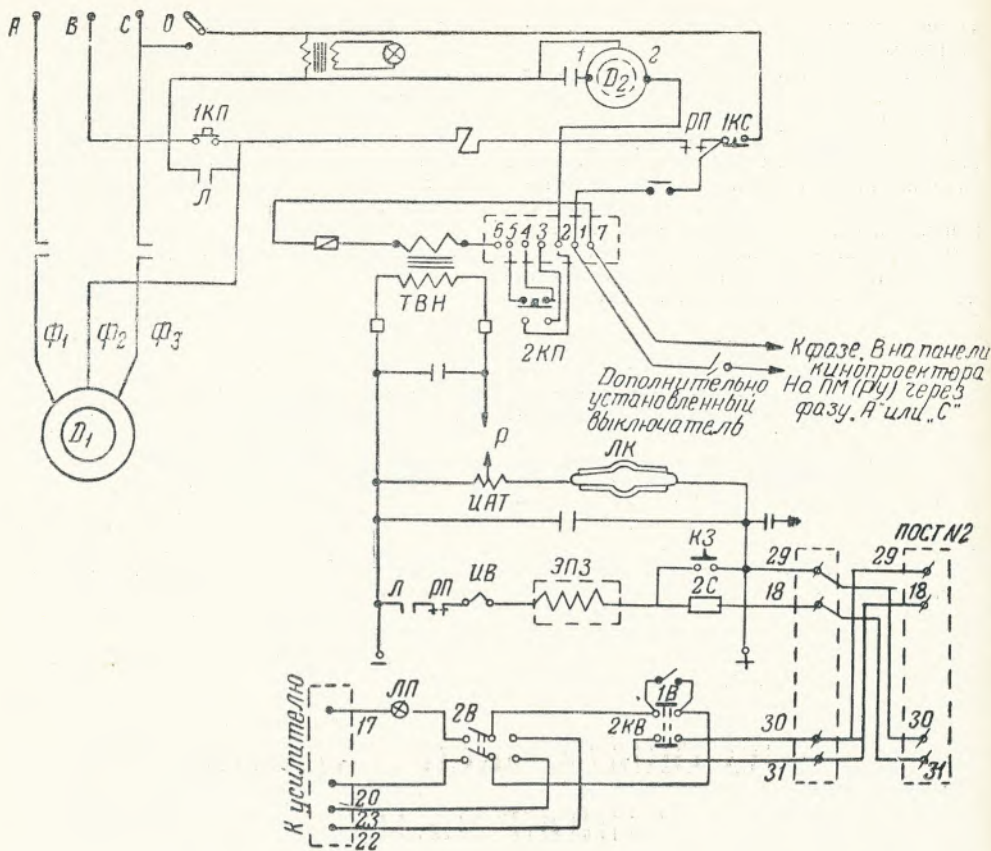 А В С О
1 2
D2
1КП
РП 1КС
Л
6 5 4 3 2 1 7
ТВН
2КП
Ф1 Ф2 Ф3
D1
К фазе „В на панели
кинопроектора
На ПМ (РУ) через
фазу „А" или „С"
Дополнительно
установленный
выключатель
Р
ЛК
ИАТ
КЗ
ПОСТ N2
29 29
ЭПЗ
ИВ
Л РП
2С 18 18
− +
К усилителю
ЛП
17
2В
1В
2КВ
30 30
31 31
20
23
22